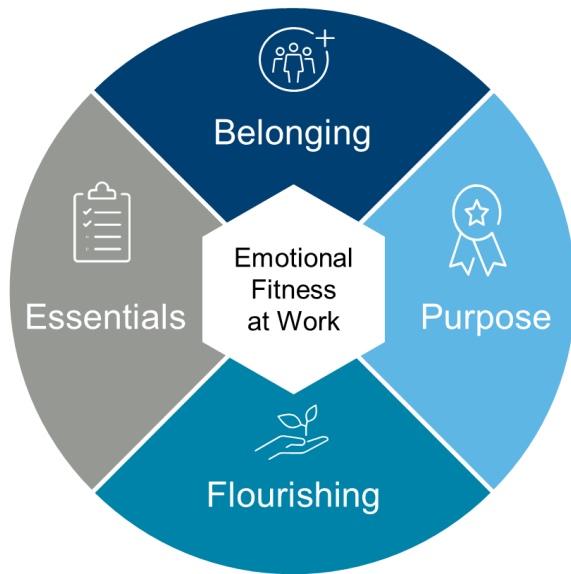 Belonging
Emotional
Fitness
at Work
Essentials
Purpose
Flourishing